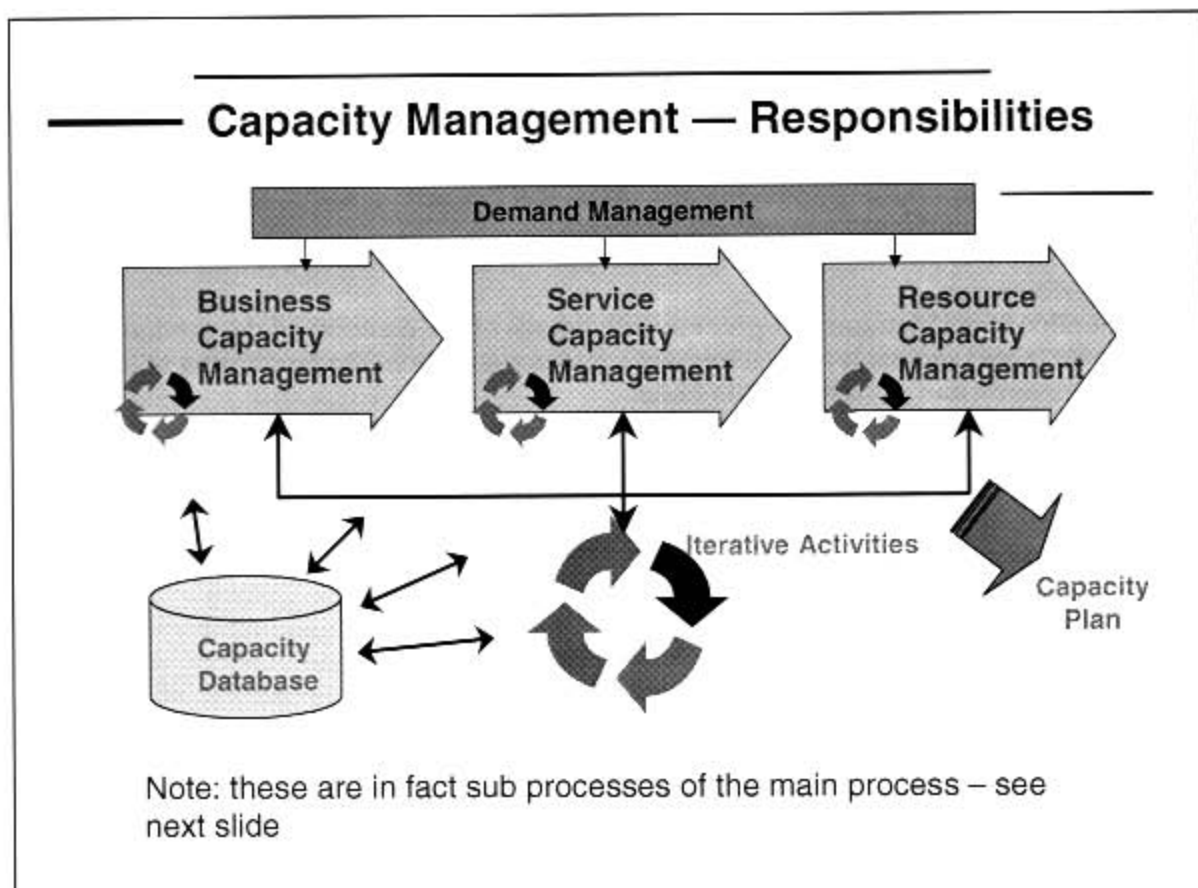 Capacity Management — Responsibilities
Demand Management
Business
Capacity
Management
Service
Capacity
Management
Resource
Capacity
Management
Iterative Activities
Capacity
Plan
Capacity
Database
Note: these are in fact sub processes of the main process – see
next slide